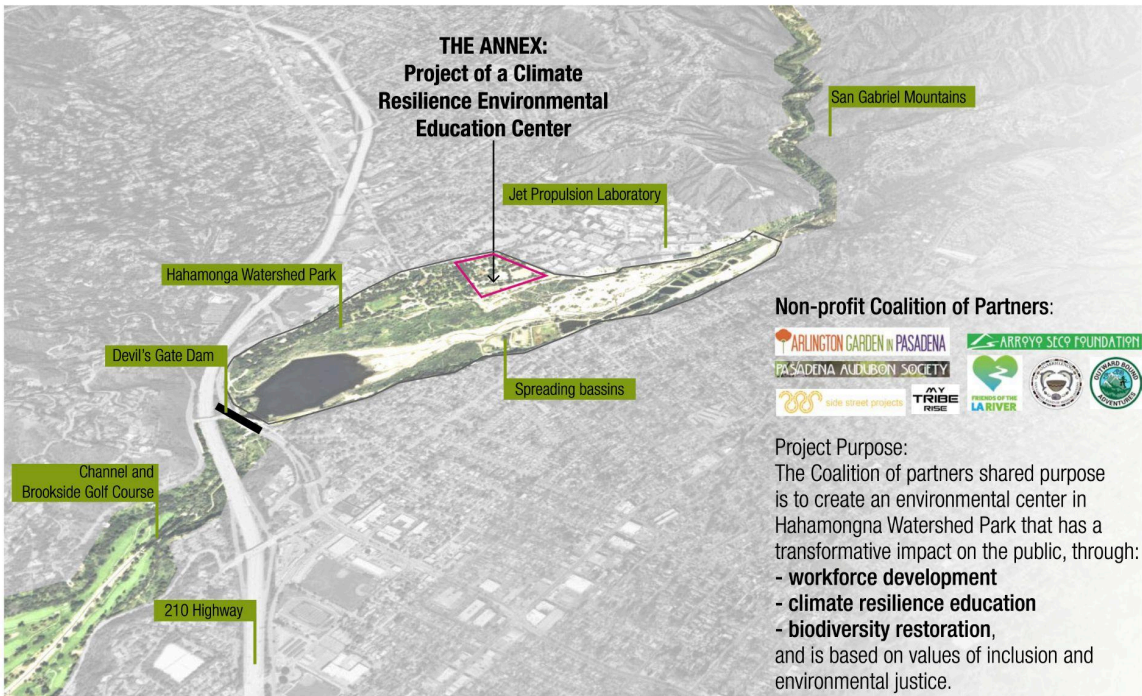 THE ANNEX:
Project of a Climate
Resilience Environmental
Education Center
San Gabriel Mountains
Jet Propulsion Laboratory
Hahamonga Watershed Park
Devil's Gate Dam
Spreading bassins
Channel and
Brookside Golf Course
210 Highway
Non-profit Coalition of Partners:
ARLINGTON GARDEN IN PASADENA
ARROYO SECO FOUNDATION
PASADENA AUDUBON SOCIETY
side street projects
MY
TRIBE
RISE
FRIENDS OF THE
LA RIVER
OUTWARD BOUND
ADVENTURES
Project Purpose:
The Coalition of partners shared purpose
is to create an environmental center in
Hahamongna Watershed Park that has a
transformative impact on the public, through:
- workforce development
- climate resilience education
- biodiversity restoration,
and is based on values of inclusion and
environmental justice.